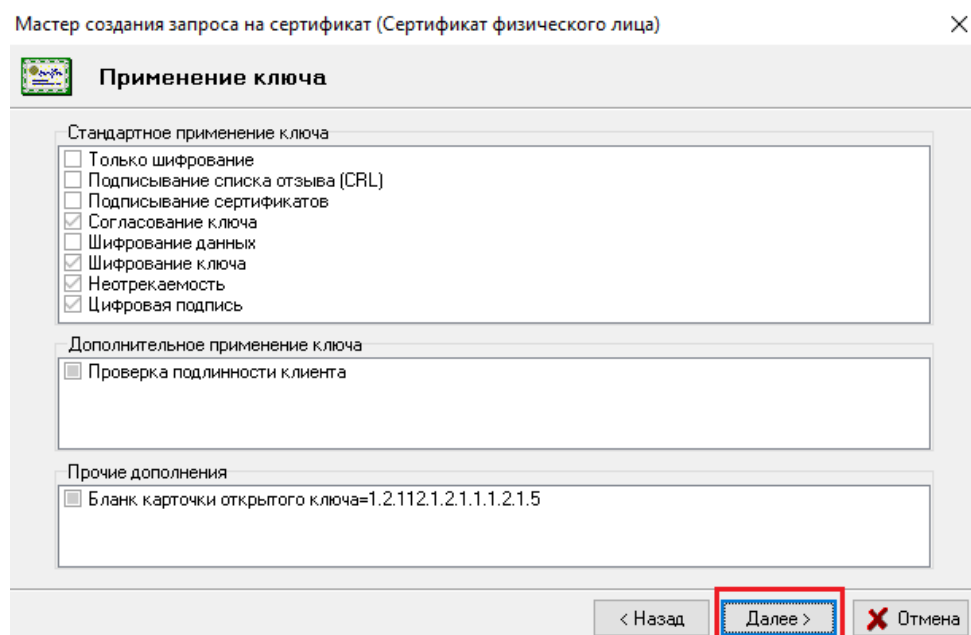 Мастер создания запроса на сертификат (Сертификат физического лица)
Применение ключа
Стандартное применение ключа
Только шифрование
Подписывание списка отзыва (CRL)
Подписывание сертификатов
Согласование ключа
Шифрование данных
Шифрование ключа
Неотрекаемость
Цифровая подпись
Дополнительное применение ключа
Проверка подлинности клиента
Прочие дополнения
Бланк карточки открытого ключа=1.2.112.1.2.1.1.1.2.1.5
< Назад
Далее >
Отмена